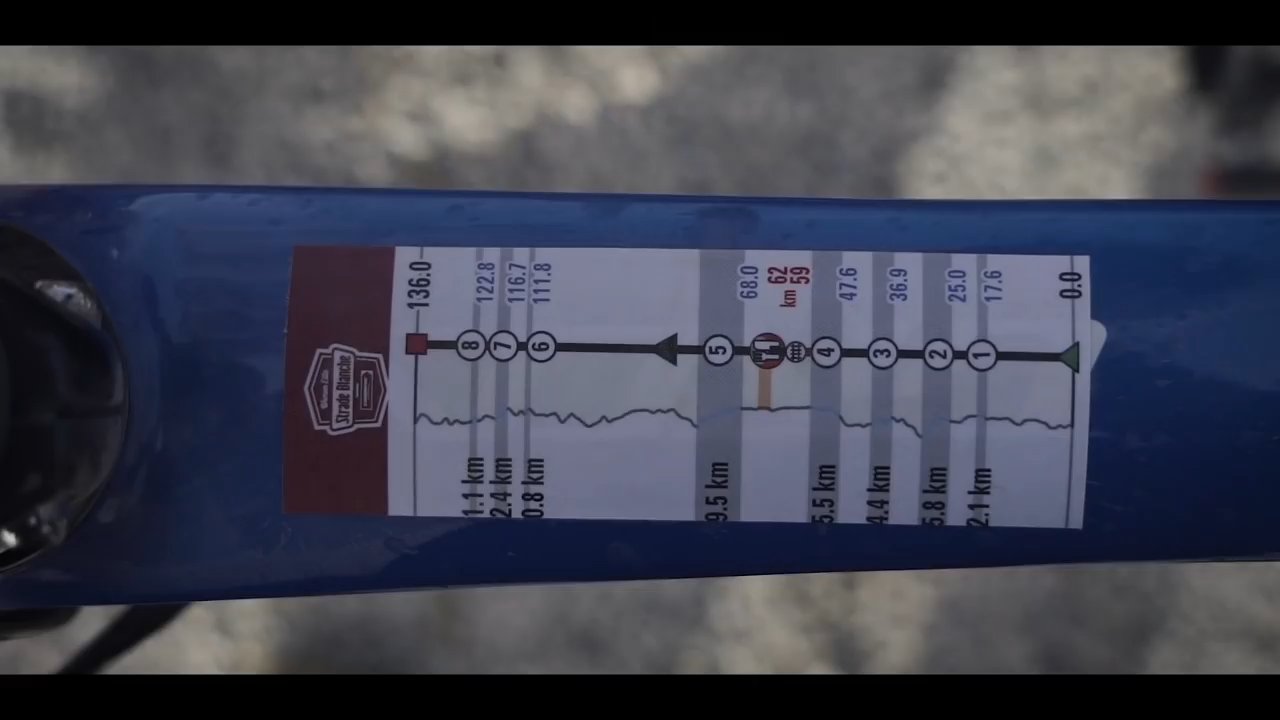 Strade Bianche
136.0
8 122.8 1.1 km
7 116.7 2.4 km
6 111.8 0.8 km
5 68.0 9.5 km
km 62
59
4 47.6 5.5 km
3 36.9 4.4 km
2 25.0 5.8 km
1 17.6 2.1 km
0.0